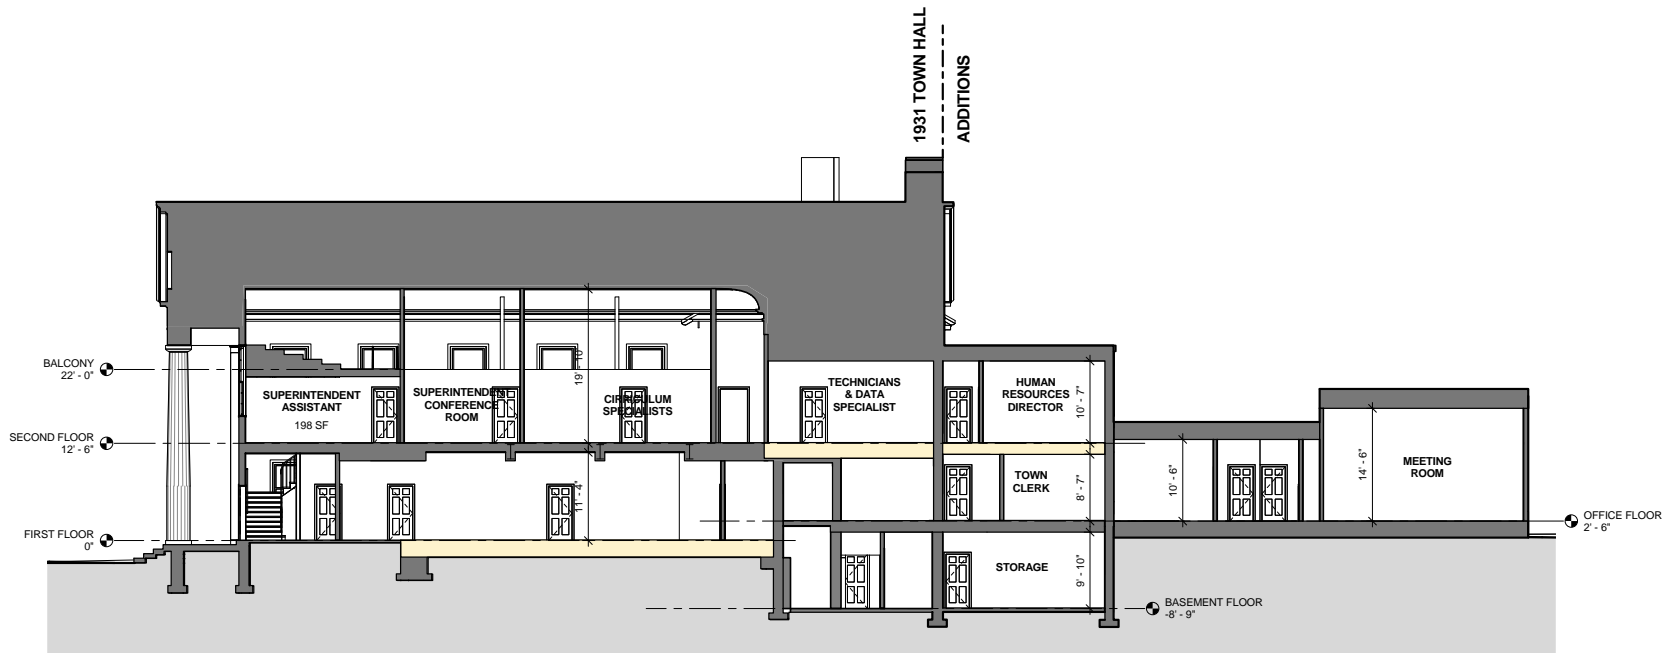 1931 TOWN HALL
ADDITIONS
BALCONY
22' - 0"
SECOND FLOOR
12' - 6"
FIRST FLOOR
0"
SUPERINTENDENT
ASSISTANT
198 SF
SUPERINTENDENT
CONFERENCE
ROOM
CIRRICULUM
SPECIALISTS
19' - 10"
11' - 4"
TECHNICIANS
& DATA
SPECIALIST
HUMAN
RESOURCES
DIRECTOR
10' - 7"
TOWN
CLERK
8' - 7"
STORAGE
9' - 10"
10' - 6"
14' - 6"
MEETING
ROOM
OFFICE FLOOR
2' - 6"
BASEMENT FLOOR
-8' - 9"